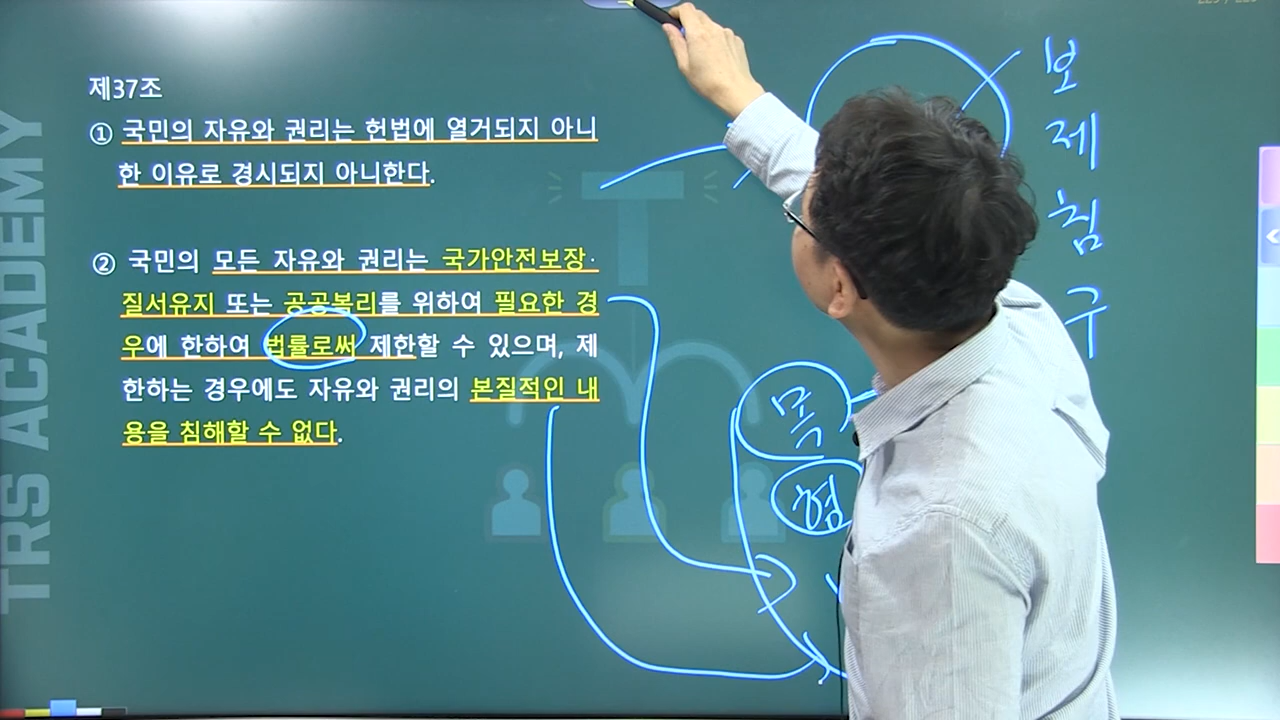 제37조
① 국민의 자유와 권리는 헌법에 열거되지 아니
한 이유로 경시되지 아니한다.
② 국민의 모든 자유와 권리는 국가안전보장·
질서유지 또는 공공복리를 위하여 필요한 경
우에 한하여 법률로써 제한할 수 있으며, 제
한하는 경우에도 자유와 권리의 본질적인 내
용을 침해할 수 없다.
보
제
침
구
목
형
TRS ACADEMY